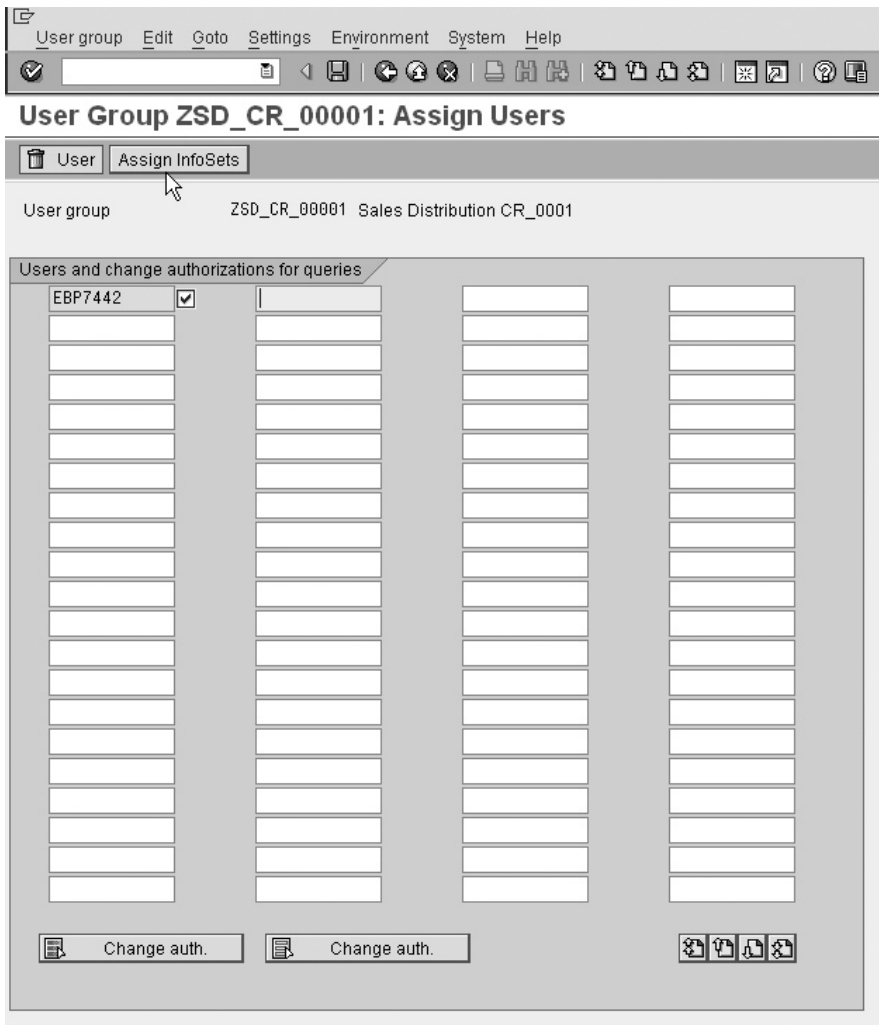 User group Edit Goto Settings Environment System Help
User Group ZSD_CR_00001: Assign Users
User Assign InfoSets
User group ZSD_CR_00001 Sales Distribution CR_0001
Users and change authorizations for queries
EBP7442
Change auth. Change auth.